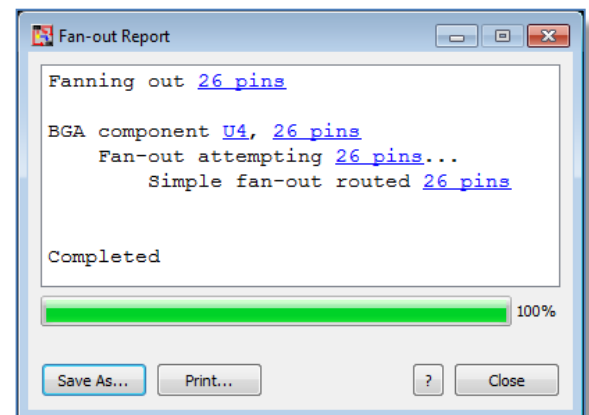 Fan-out Report
Fanning out 26 pins
BGA component U4, 26 pins
Fan-out attempting 26 pins...
Simple fan-out routed 26 pins
Completed
100%
Save As... Print... ? Close